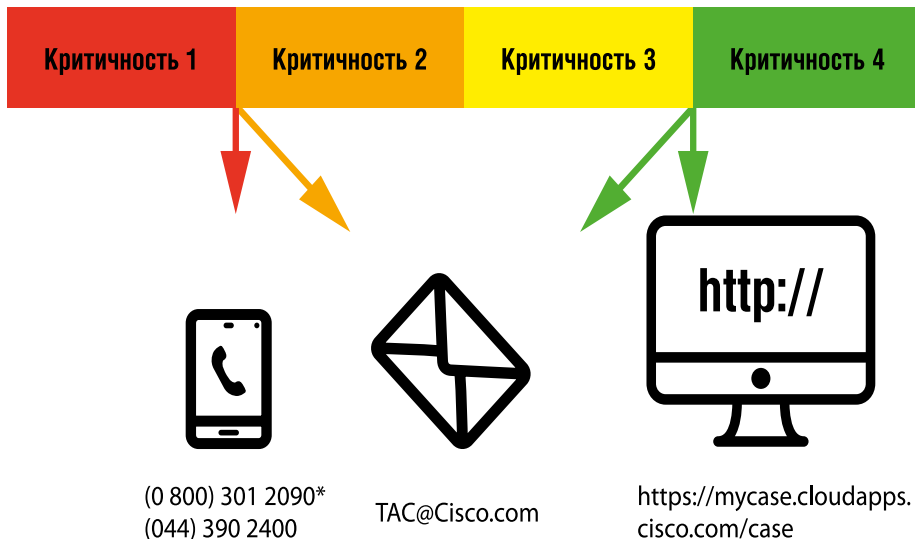 Критичность 1
Критичность 2
Критичность 3
Критичность 4
http://
(0 800) 301 2090*
(044) 390 2400
TAC@Cisco.com
https://mycase.cloudapps.
cisco.com/case